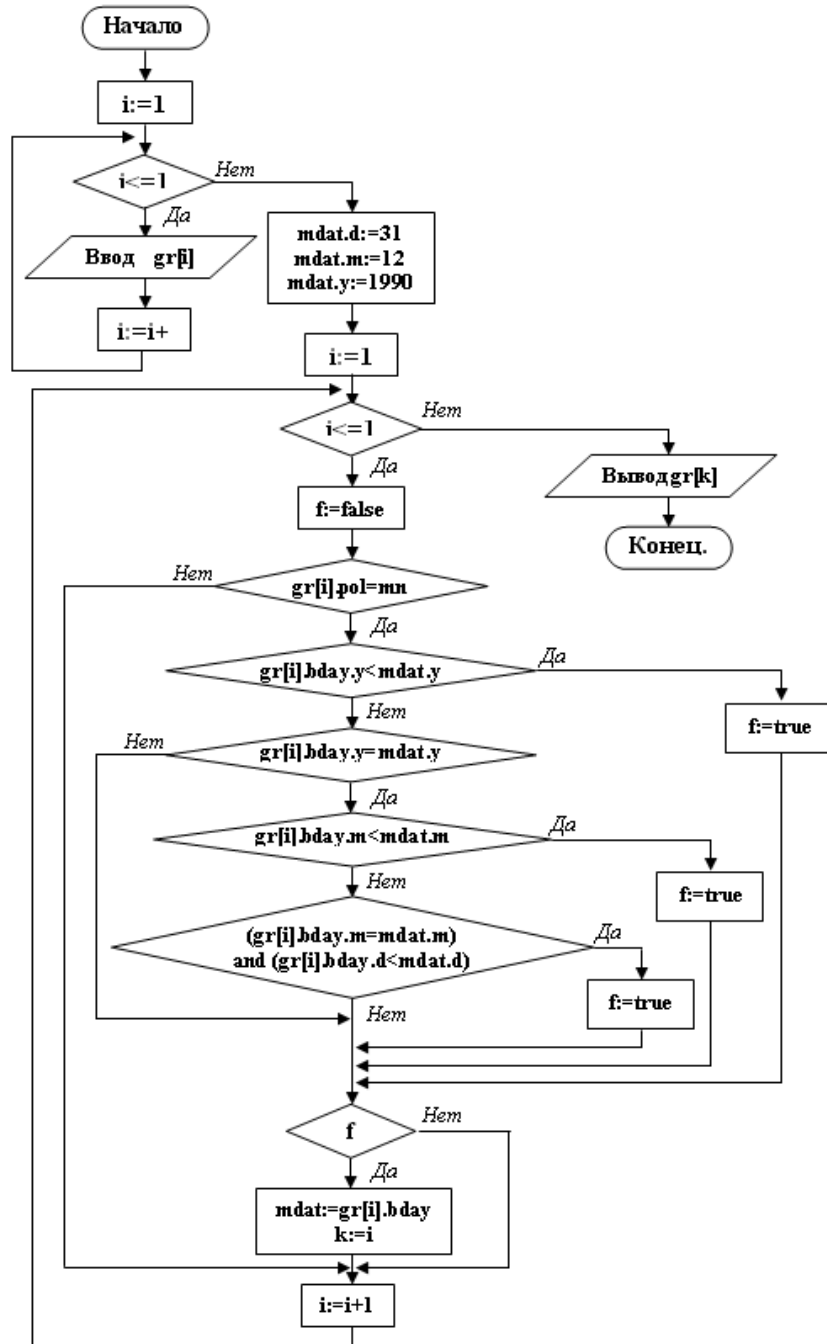 Начало
i:=1
i<=1
Нет
Да
Ввод gr[i]
i:=i+
mdat.d:=31
mdat.m:=12
mdat.y:=1990
i:=1
i<=1
Нет
Да
Вывод gr[k]
Конец.
f:=false
gr[i].pol=mn
Нет
Да
gr[i].bday.y<mdat.y
Да
f:=true
Нет
gr[i].bday.y=mdat.y
Нет
Да
gr[i].bday.m<mdat.m
Да
f:=true
Нет
(gr[i].bday.m=mdat.m)
and (gr[i].bday.d<mdat.d)
Да
f:=true
Нет
f
Нет
Да
mdat:=gr[i].bday
k:=i
i:=i+1